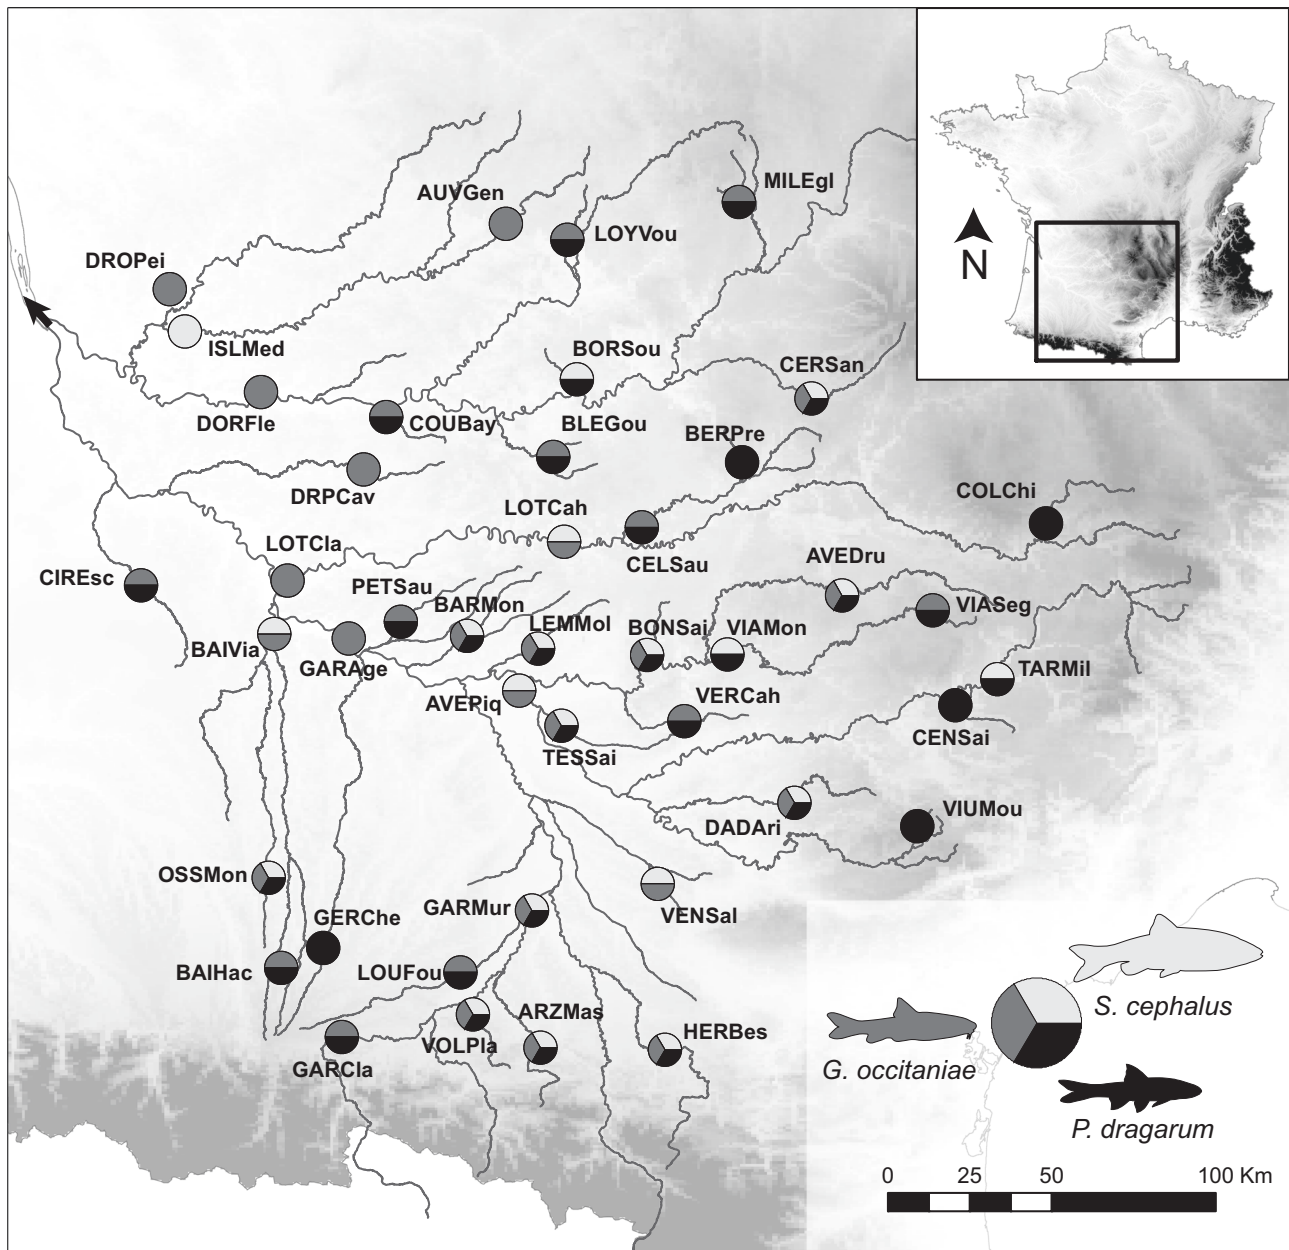 AUVGen
MILEgl
LOYVou
DROPei
N
ISLMed
BORSou
CERSan
DORFle
COUBay
BLEGou
BERPre
DRPCav
COLChi
LOTCah
LOTCla
CIREsc
CELSau
AVEDru
PETSau
BARMon
VIASeg
LEMMol
BONSai
VIAMon
BAIVia
GARAge
TARMil
AVEPiq
VERCah
CENSai
TESSai
DADAri
VIUMou
OSSMon
GARMur
VENSal
GERChe
BAIHac
LOUFou
ARZMas
HERBes
VOLPla
GARCla
S. cephalus
G. occitaniae
P. dragarum
0 25 50 100 Km